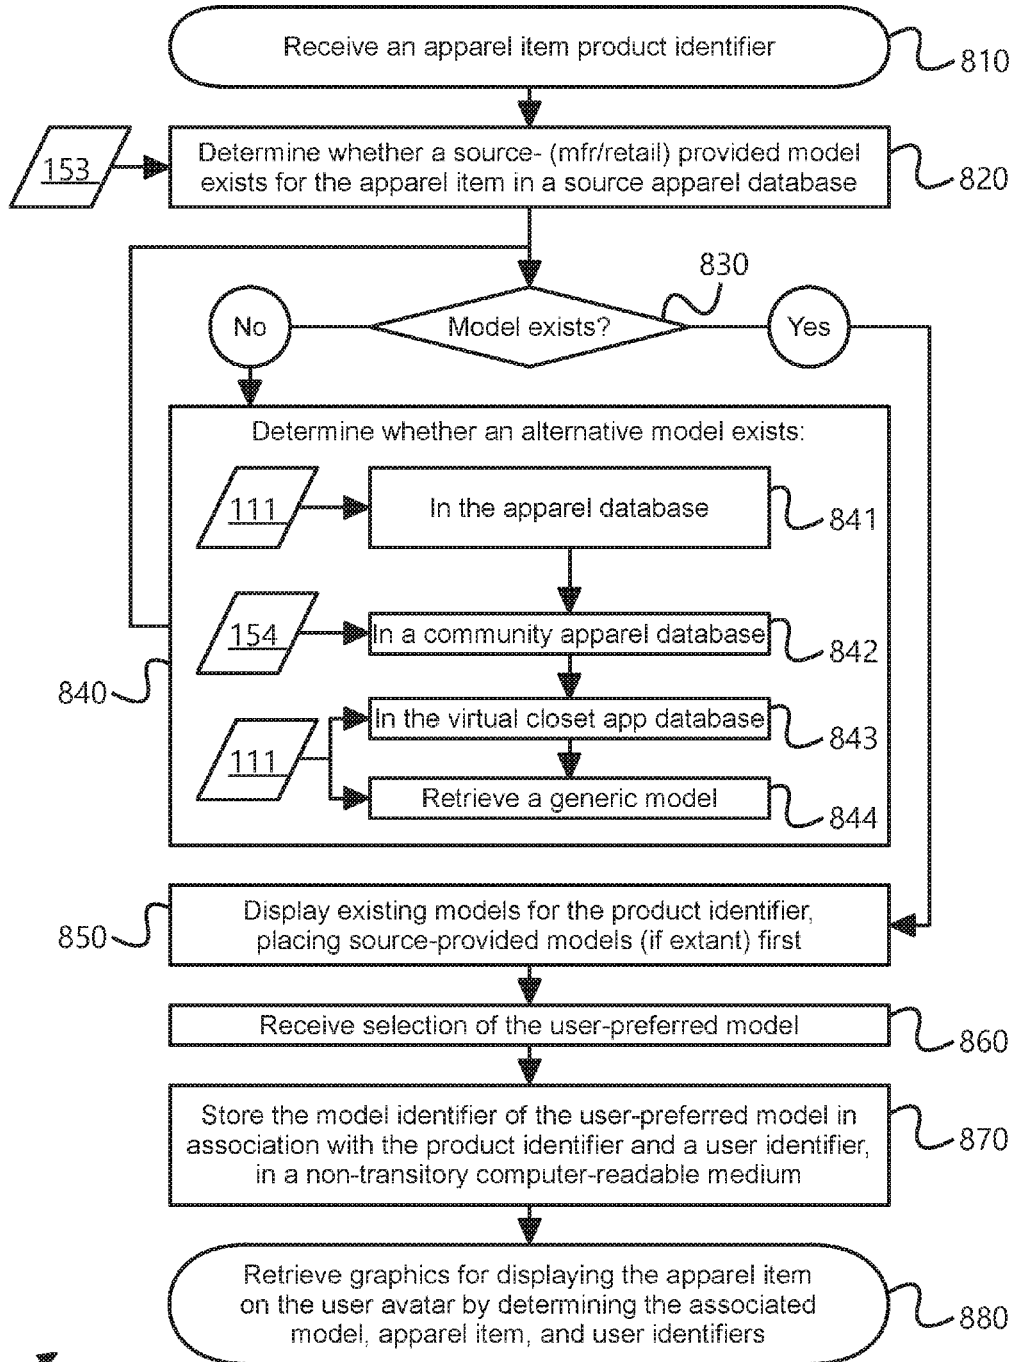 Receive an apparel item product identifier
810
153
Determine whether a source- (mfr/retail) provided model
exists for the apparel item in a source apparel database
820
830
No
Model exists?
Yes
Determine whether an alternative model exists:
111
In the apparel database
841
154
In a community apparel database
842
840
In the virtual closet app database
843
111
Retrieve a generic model
844
850
Display existing models for the product identifier,
placing source-provided models (if extant) first
Receive selection of the user-preferred model
860
Store the model identifier of the user-preferred model in
association with the product identifier and a user identifier,
in a non-transitory computer-readable medium
870
Retrieve graphics for displaying the apparel item
on the user avatar by determining the associated
model, apparel item, and user identifiers
880